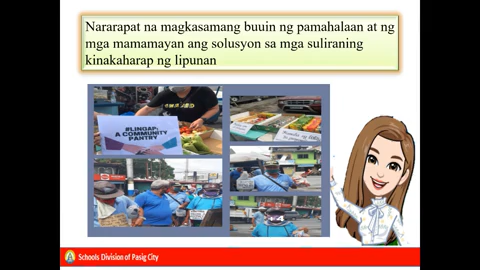 Nararapat na magkasamang buuin ng pamahalaan at ng
mga mamamayan ang solusyon sa mga suliraning
kinakaharap ng lipunan
#LINGAP:
A COMMUNITY
PANTRY
Schools Division of Pasig City